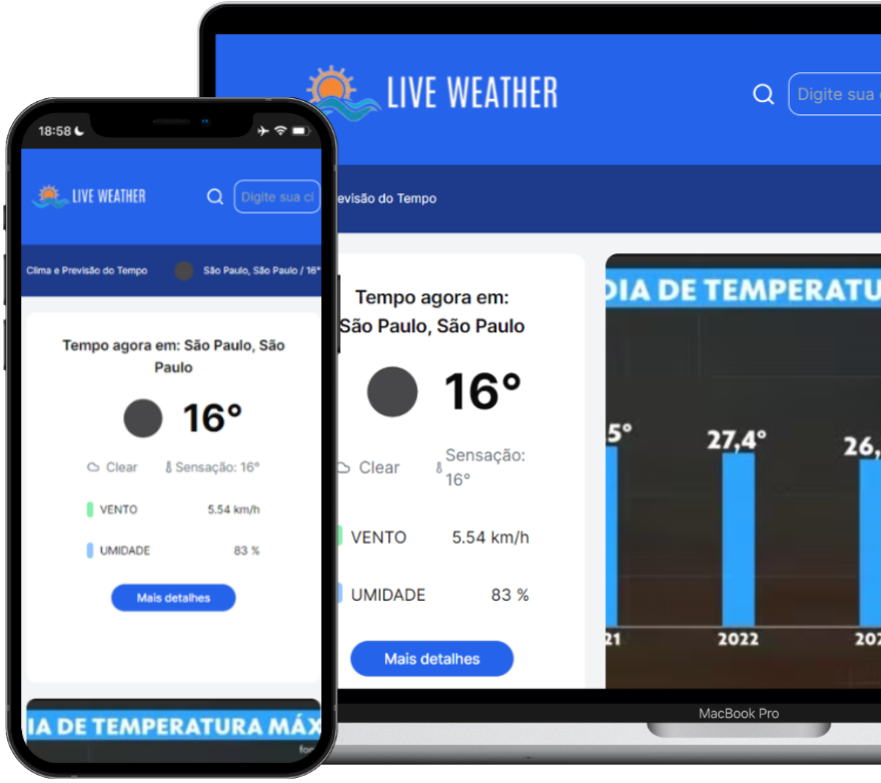 LIVE WEATHER
Digite sua
18:58
LIVE WEATHER
Digite sua ci
evisão do Tempo
Clima e Previsão do Tempo
São Paulo, São Paulo / 16°
Tempo agora em: São Paulo, São
Paulo
16°
Clear
Sensação: 16°
VENTO
5.54 km/h
UMIDADE
83 %
Mais detalhes
IA DE TEMPERATURA MÁX
Tempo agora em:
São Paulo, São Paulo
16°
Clear
Sensação:
16°
VENTO
5.54 km/h
UMIDADE
83 %
Mais detalhes
DIA DE TEMPERATU
5°
27,4°
26,
21
2022
202
MacBook Pro